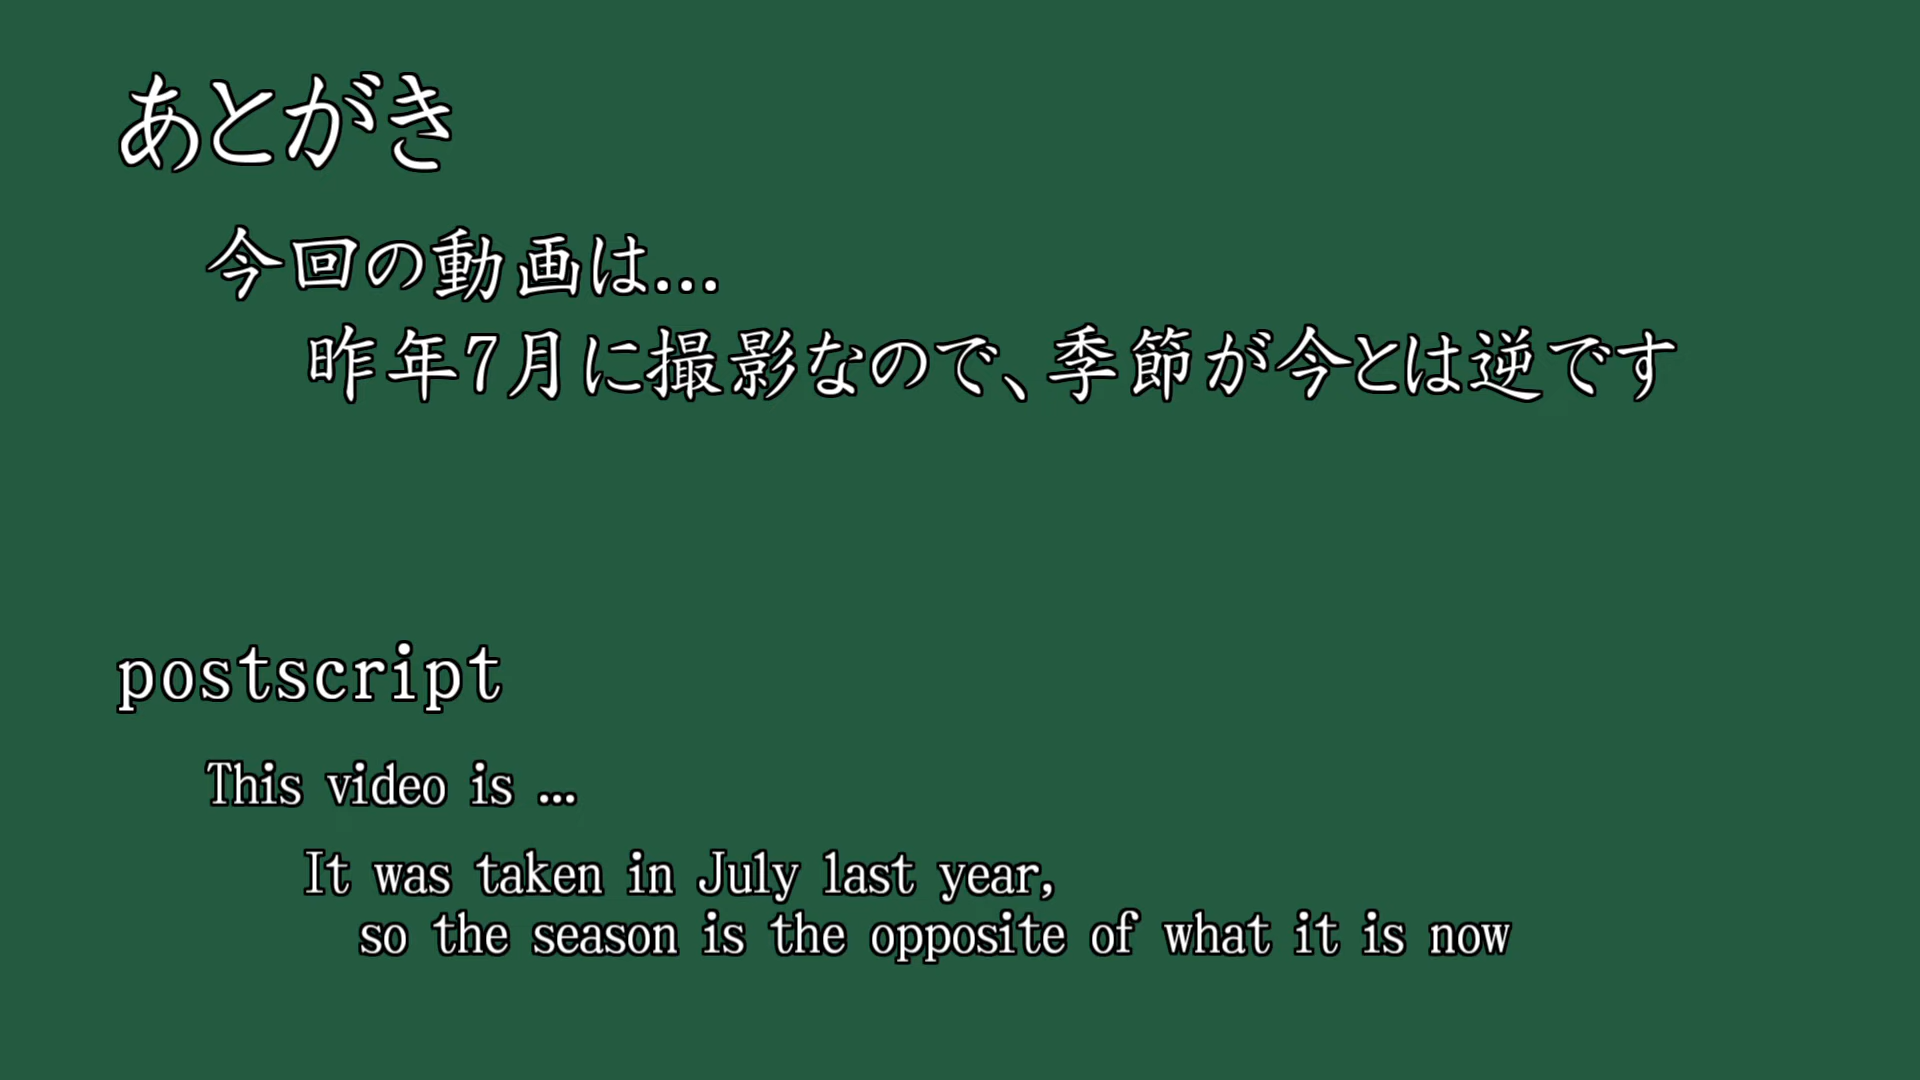 あとがき
今回の動画は...
昨年7月に撮影なので、季節が今とは逆です
postscript
This video is …
It was taken in July last year,
so the season is the opposite of what it is now